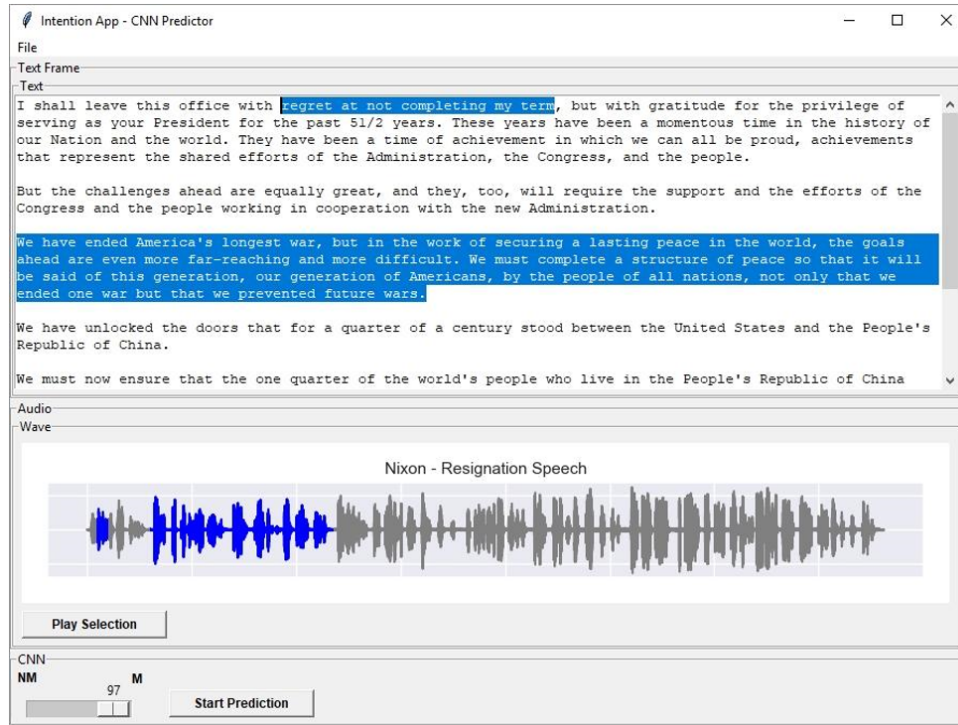 Intention App - CNN Predictor
File
Text Frame
Text
I shall leave this office with regret at not completing my term, but with gratitude for the privilege of
serving as your President for the past 51/2 years. These years have been a momentous time in the history of
our Nation and the world. They have been a time of achievement in which we can all be proud, achievements
that represent the shared efforts of the Administration, the Congress, and the people.
But the challenges ahead are equally great, and they, too, will require the support and the efforts of the
Congress and the people working in cooperation with the new Administration.
We have ended America's longest war, but in the work of securing a lasting peace in the world, the goals
ahead are even more far-reaching and more difficult. We must complete a structure of peace so that it will
be said of this generation, our generation of Americans, by the people of all nations, not only that we
ended one war but that we prevented future wars.
We have unlocked the doors that for a quarter of a century stood between the United States and the People's
Republic of China.
We must now ensure that the one quarter of the world's people who live in the People's Republic of China
Audio
Wave
Nixon - Resignation Speech
Play Selection
CNN
NM M
97
Start Prediction